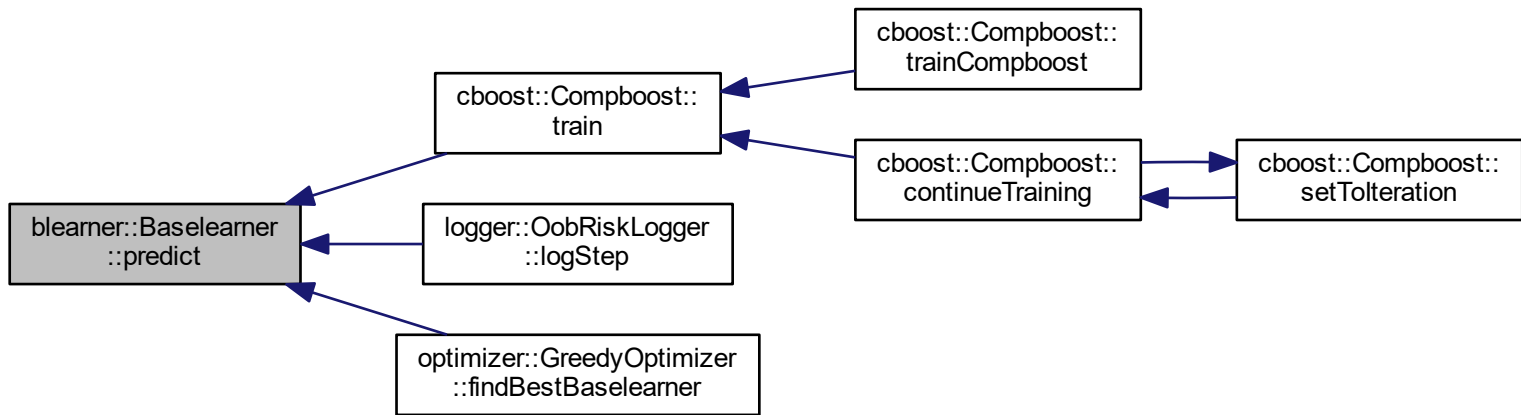 blearner::Baselearner
::predict
cboost::Compboost::
train
cboost::Compboost::
trainCompboost
cboost::Compboost::
continueTraining
cboost::Compboost::
setToIteration
logger::OobRiskLogger
::logStep
optimizer::GreedyOptimizer
::findBestBaselearner